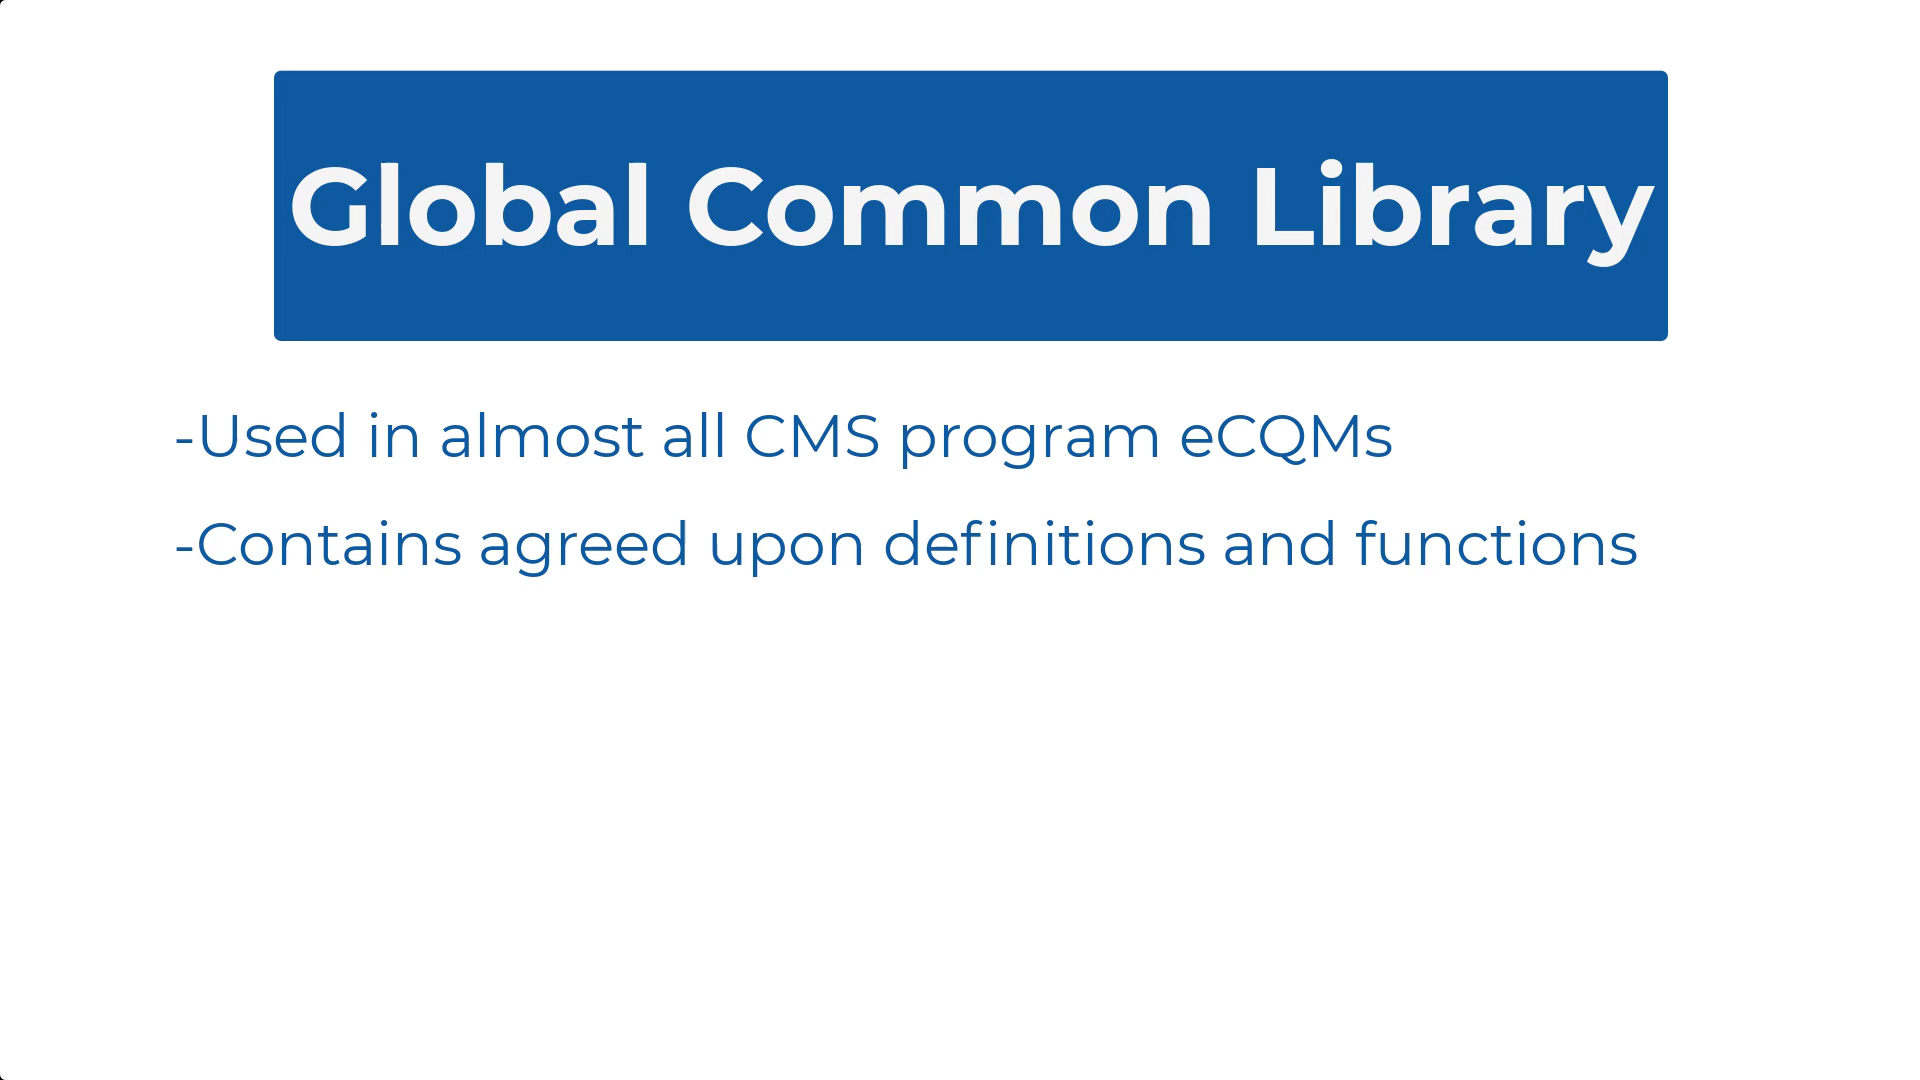 Global Common Library
-Used in almost all CMS program eCQMs
-Contains agreed upon definitions and functions